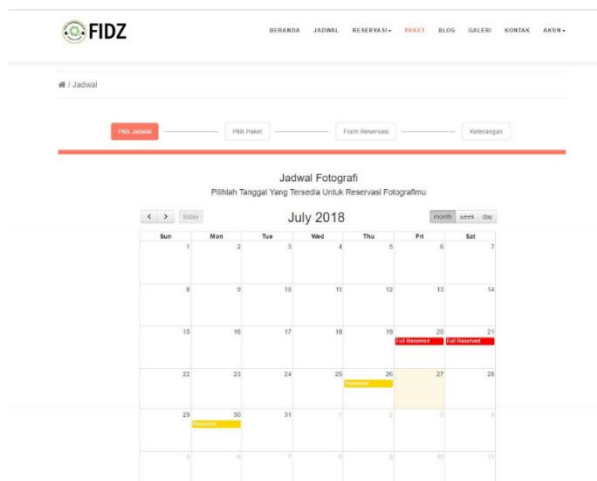 FIDZ
BERANDA JADWAL RESERVASI PAKET BLOG GALERI KONTAK AKUN
/ Jadwal
Pilih Jadwal Pilih Paket Form Reservasi Keterangan
Jadwal Fotografi
Pilihlah Tanggal Yang Tersedia Untuk Reservasi Fotografimu
< > today July 2018 month week day
Sun Mon Tue Wed Thu Fri Sat
1 2 3 4 5 6 7
8 9 10 11 12 13 14
15 16 17 18 19 20 21
Full Reserved Full Reserved
22 23 24 25 26 27 28
Reserved
29 30 31 1 2 3 4
Reserved
5 6 7 8 9 10 11